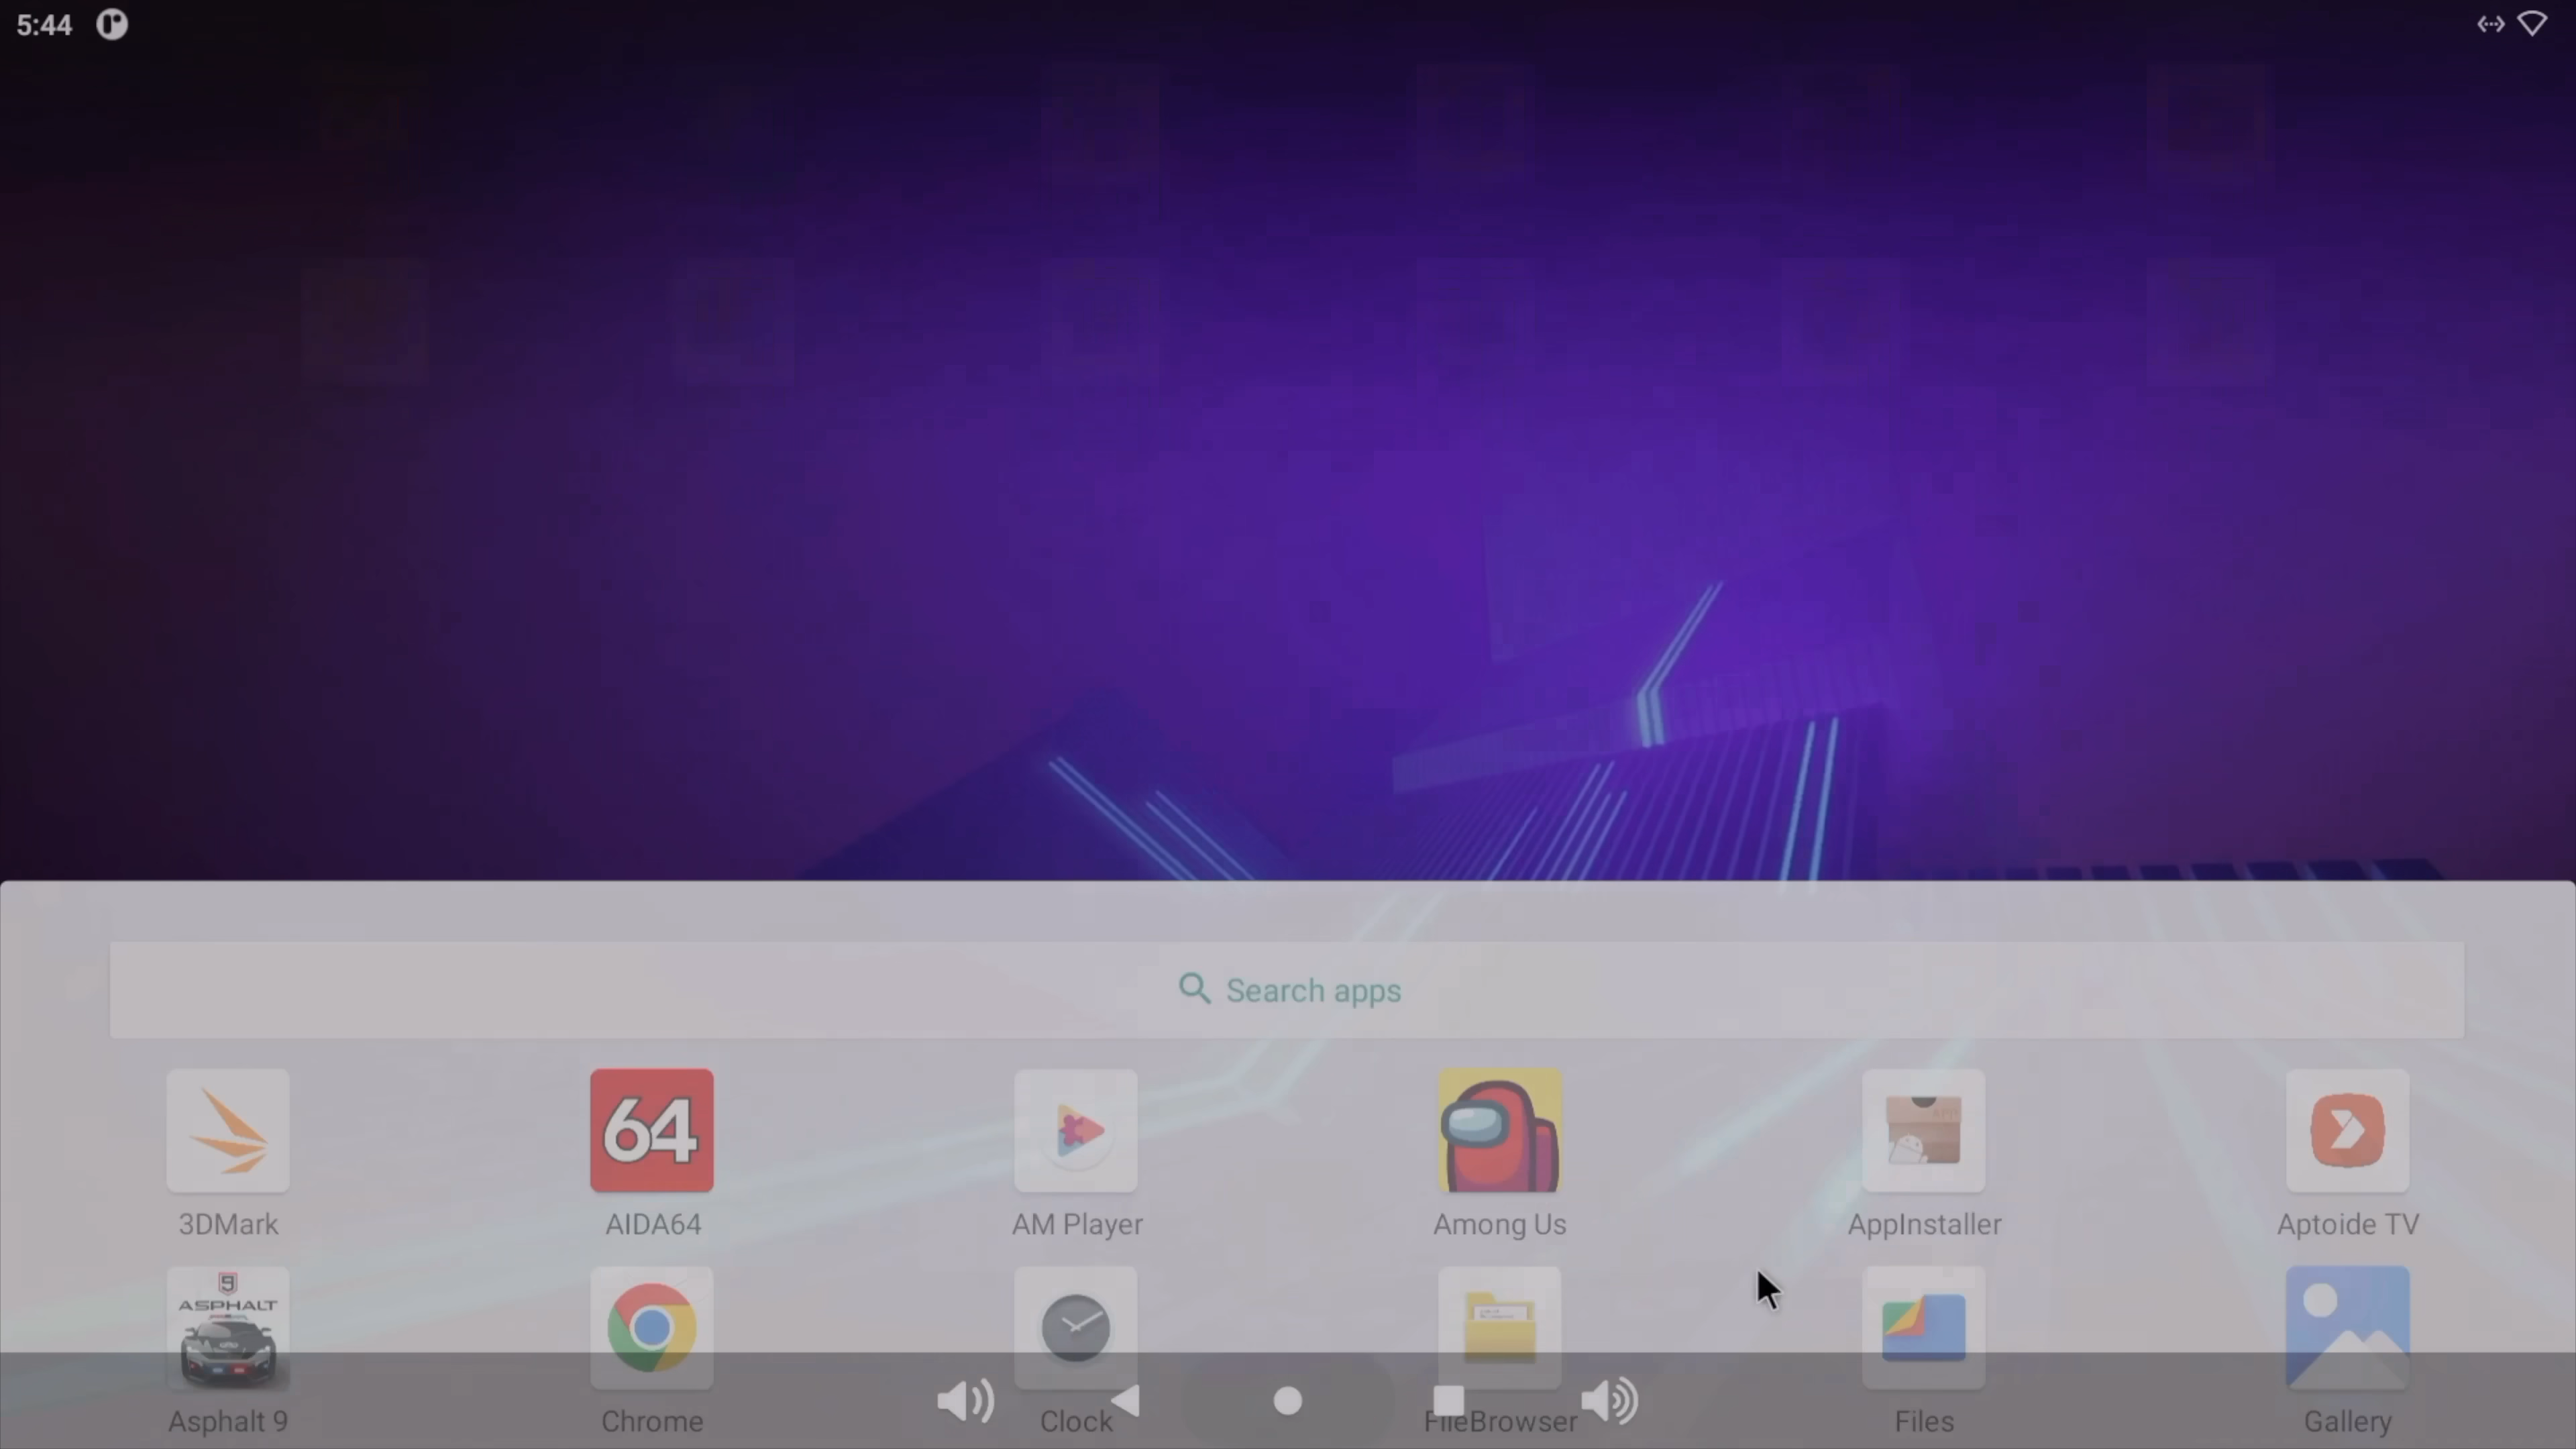 5:44
Search apps
64
3DMark
AIDA64
AM Player
Among Us
AppInstaller
Aptoide TV
9
ASPHALT
Asphalt 9
Chrome
Clock
FileBrowser
Files
Gallery